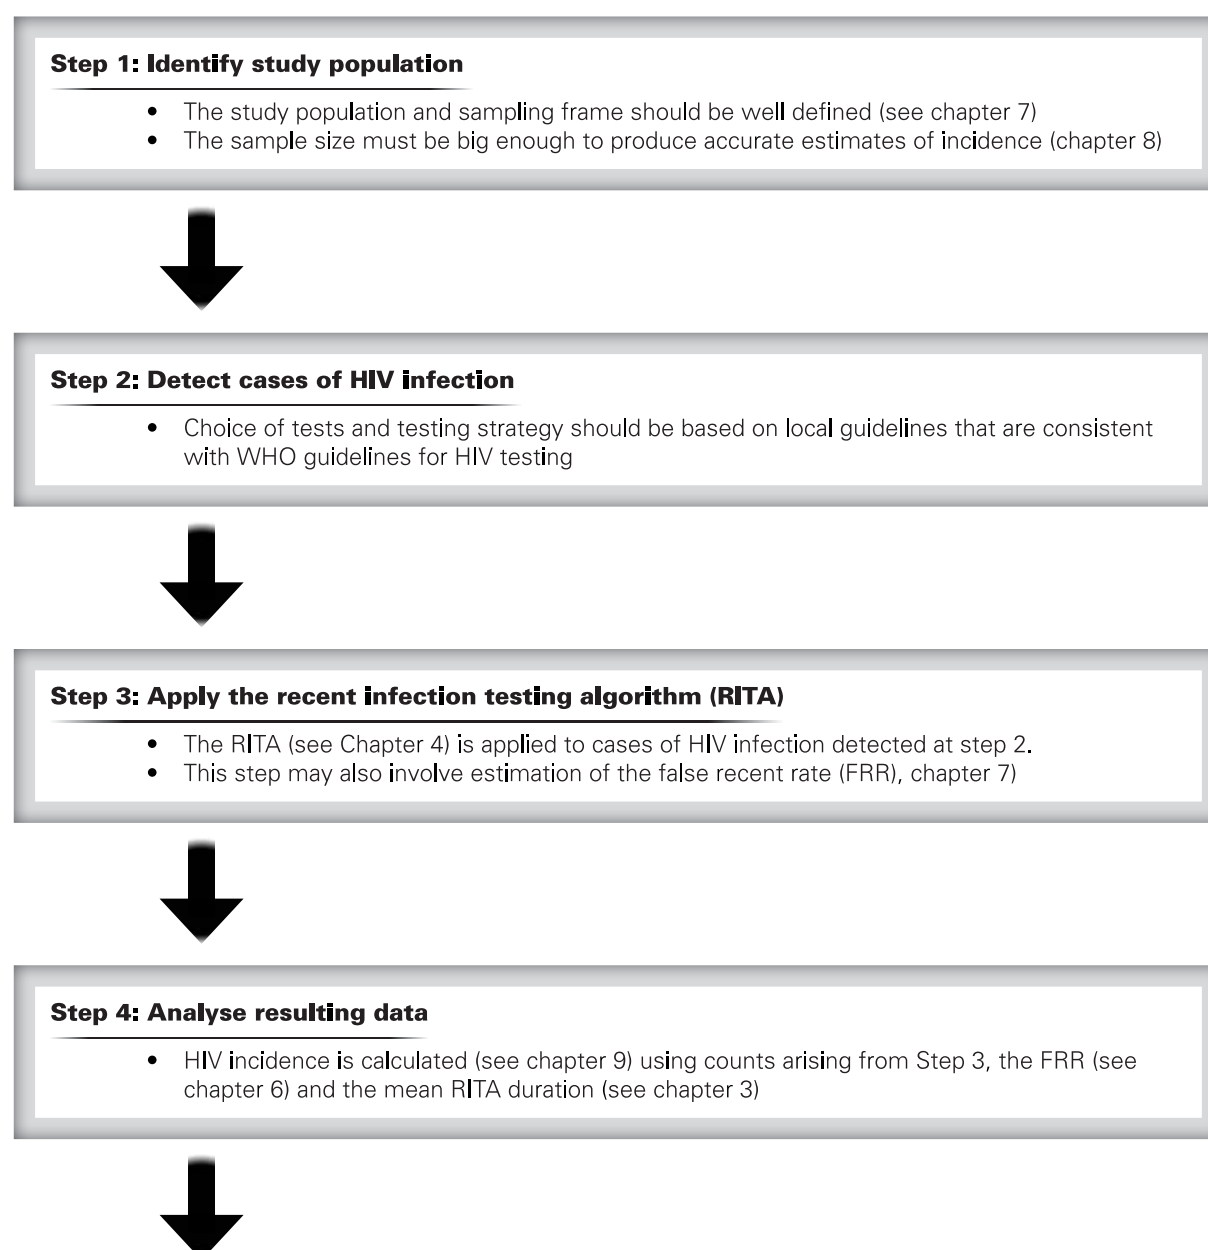 Step 1: Identify study population
• The study population and sampling frame should be well defined (see chapter 7)
• The sample size must be big enough to produce accurate estimates of incidence (chapter 8)
Step 2: Detect cases of HIV infection
• Choice of tests and testing strategy should be based on local guidelines that are consistent
with WHO guidelines for HIV testing
Step 3: Apply the recent infection testing algorithm (RITA)
• The RITA (see Chapter 4) is applied to cases of HIV infection detected at step 2.
• This step may also involve estimation of the false recent rate (FRR), chapter 7)
Step 4: Analyse resulting data
• HIV incidence is calculated (see chapter 9) using counts arising from Step 3, the FRR (see
chapter 6) and the mean RITA duration (see chapter 3)